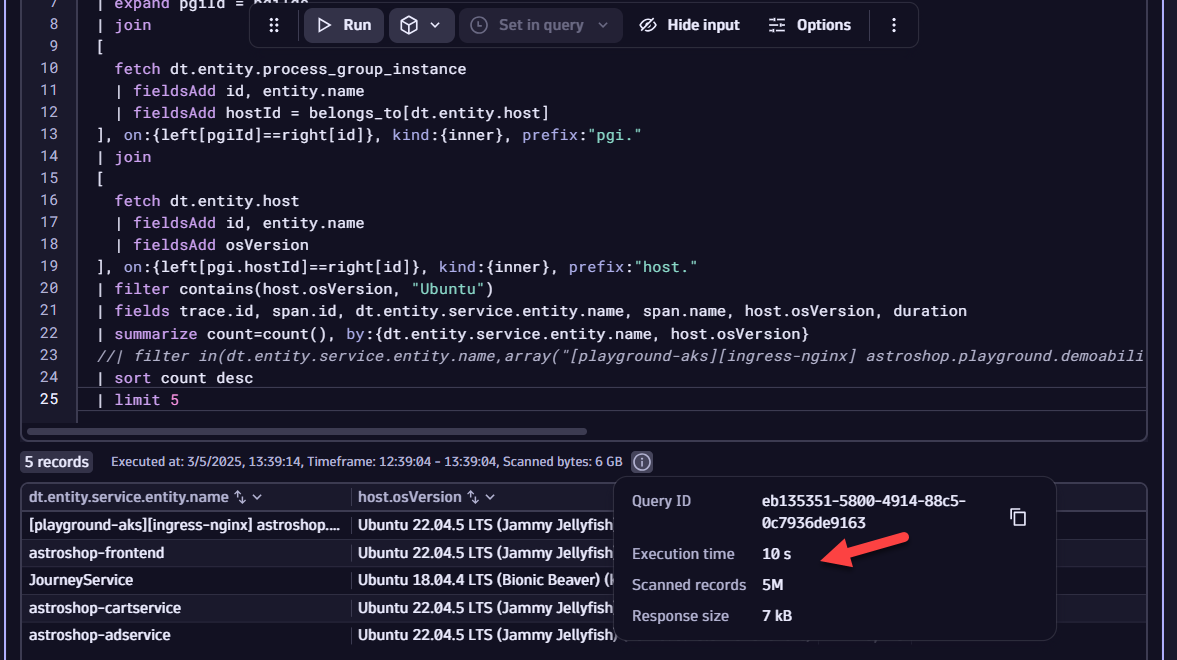 7 | expand pgiId =
Run Set in query Hide input Options
8 | join
9 [
10 fetch dt.entity.process_group_instance
11 | fieldsAdd id, entity.name
12 | fieldsAdd hostId = belongs_to[dt.entity.host]
13 ], on:{left[pgiId]==right[id]}, kind:{inner}, prefix:"pgi."
14 | join
15 [
16 fetch dt.entity.host
17 | fieldsAdd id, entity.name
18 | fieldsAdd osVersion
19 ], on:{left[pgi.hostId]==right[id]}, kind:{inner}, prefix:"host."
20 | filter contains(host.osVersion, "Ubuntu")
21 | fields trace.id, span.id, dt.entity.service.entity.name, span.name, host.osVersion, duration
22 | summarize count=count(), by:{dt.entity.service.entity.name, host.osVersion}
23 //| filter in(dt.entity.service.entity.name,array("[playground-aks][ingress-nginx] astroshop.playground.demoabili
24 | sort count desc
25 | limit 5
5 records Executed at: 3/5/2025, 13:39:14, Timeframe: 12:39:04 - 13:39:04, Scanned bytes: 6 GB
dt.entity.service.entity.name host.osVersion
[playground-aks][ingress-nginx] astroshop.... Ubuntu 22.04.5 LTS (Jammy Jellyfish
astroshop-frontend Ubuntu 22.04.5 LTS (Jammy Jellyfish
JourneyService Ubuntu 18.04.4 LTS (Bionic Beaver) (k
astroshop-cartservice Ubuntu 22.04.5 LTS (Jammy Jellyfish
astroshop-adservice Ubuntu 22.04.5 LTS (Jammy Jellyfish)
Query ID eb135351-5800-4914-88c5-
0c7936de9163
Execution time 10 s
Scanned records 5M
Response size 7 kB